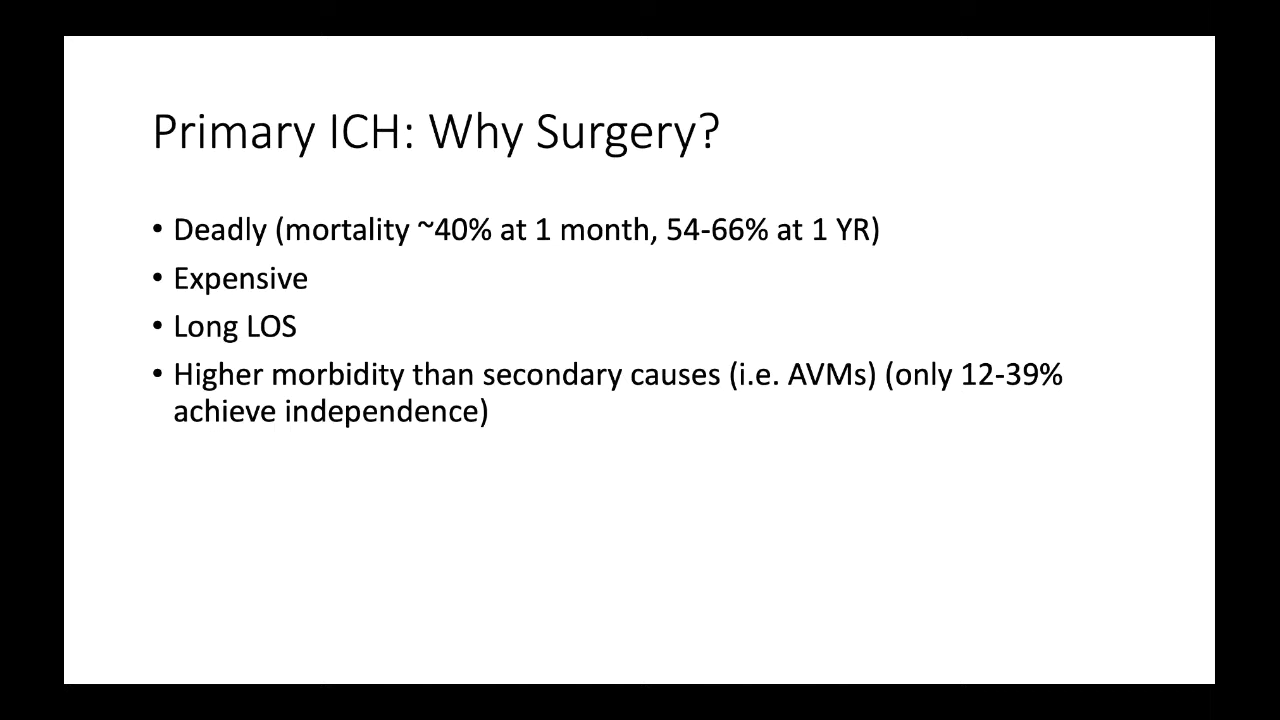 Primary ICH: Why Surgery?
• Deadly (mortality ~40% at 1 month, 54-66% at 1 YR)
• Expensive
• Long LOS
• Higher morbidity than secondary causes (i.e. AVMs) (only 12-39%
achieve independence)